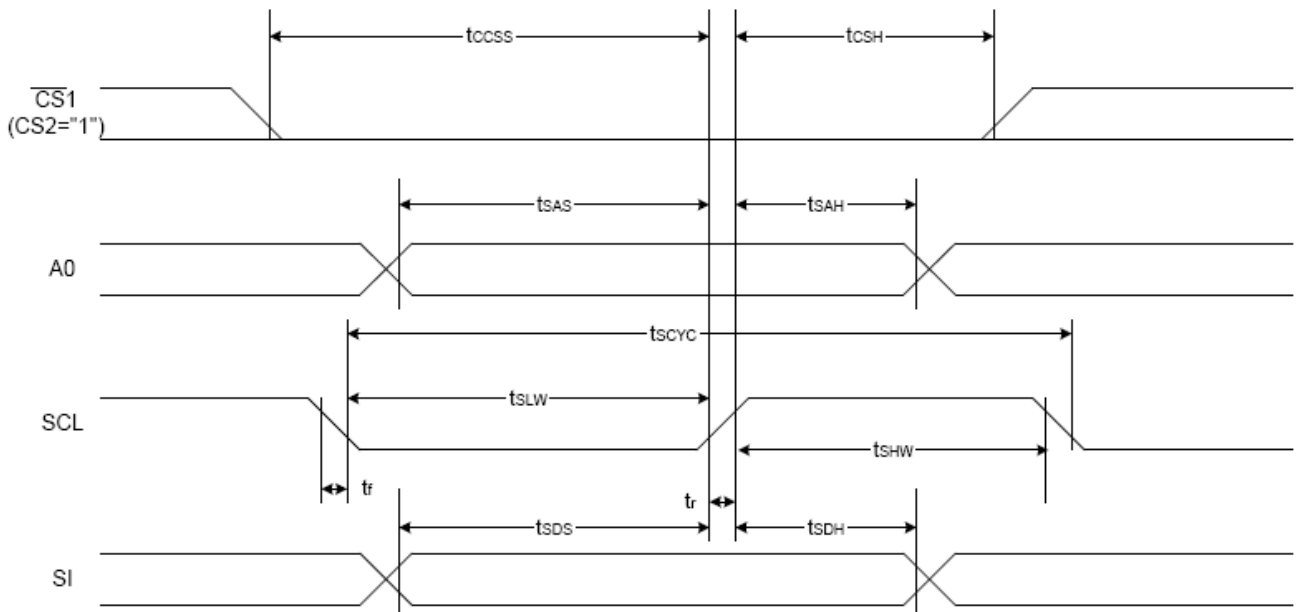 tCCSS
tCSH
CS1
(CS2="1")
tSAS
tSAH
A0
tSCYC
tSLW
SCL
tSHW
tf
tr
tSDS
tSDH
SI